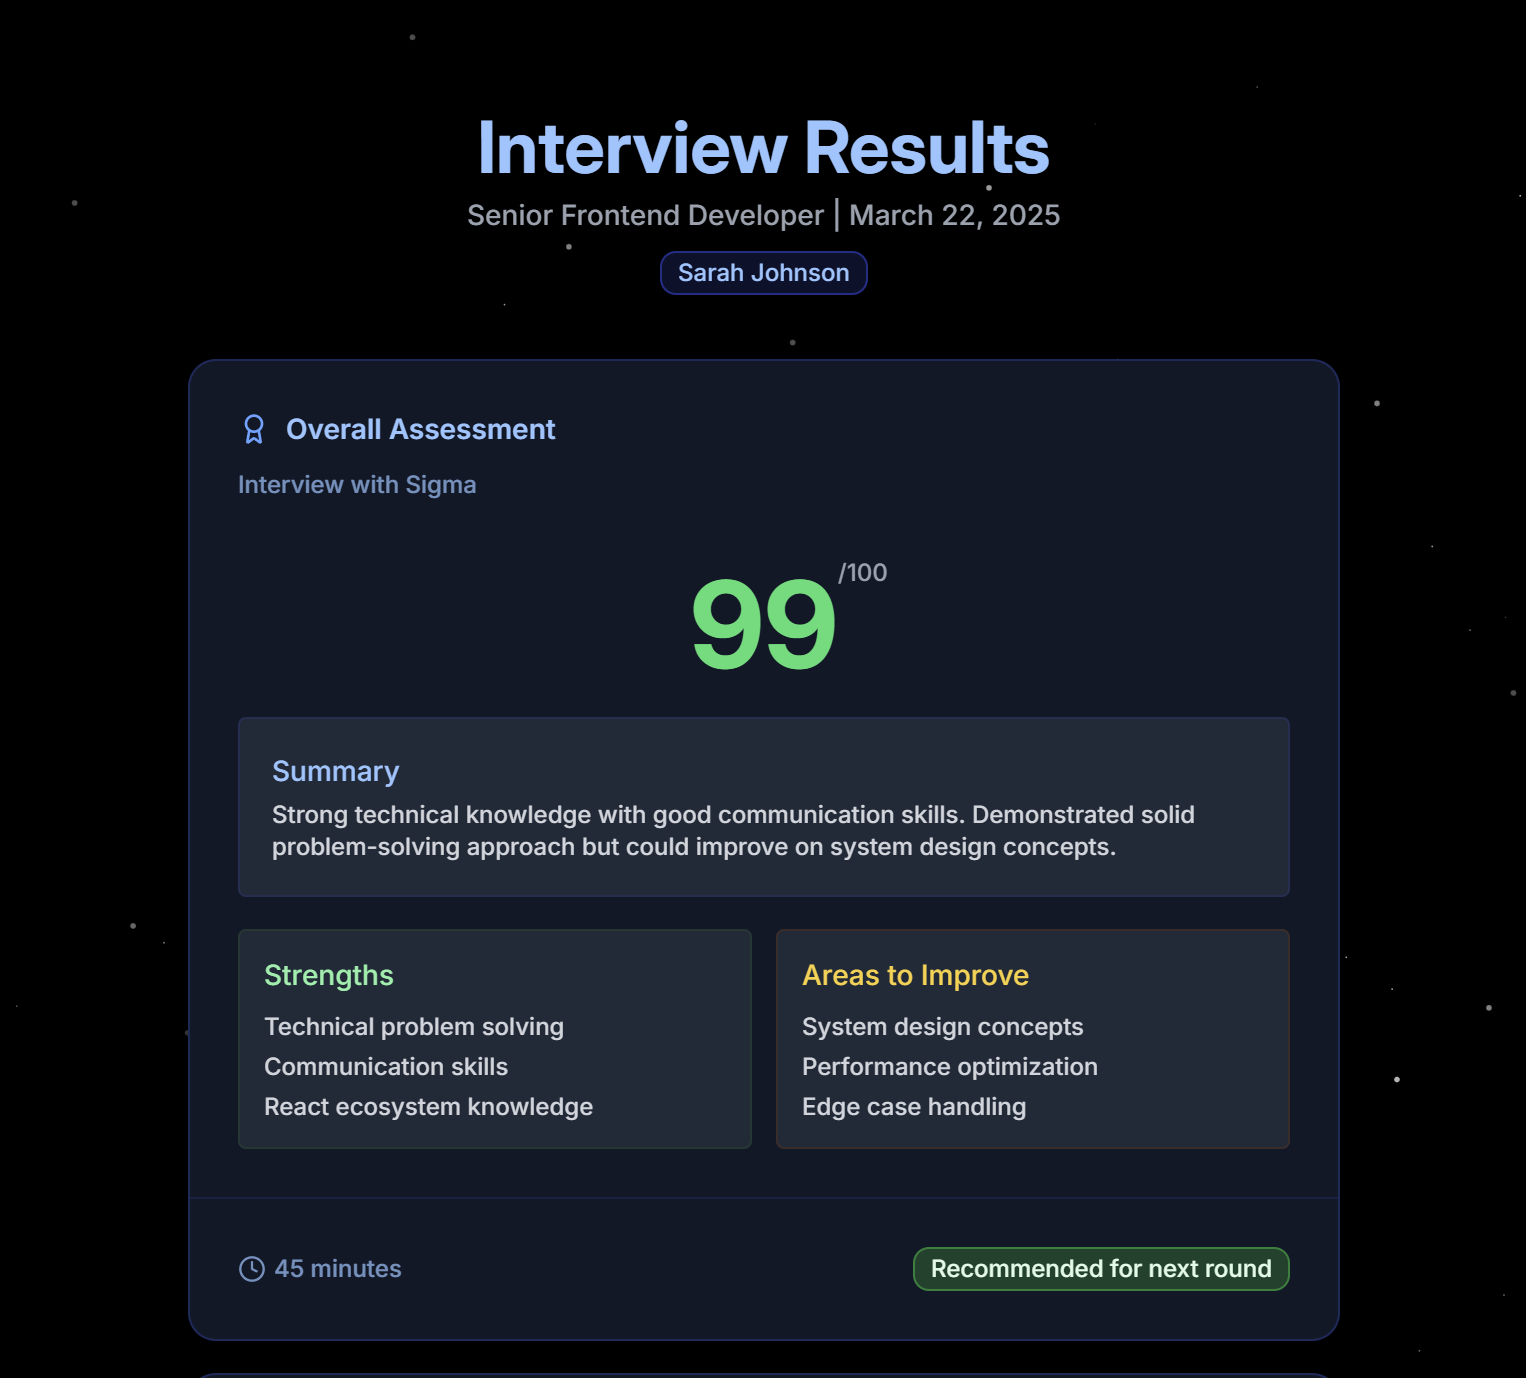 Interview Results
Senior Frontend Developer | March 22, 2025
Sarah Johnson
Overall Assessment
Interview with Sigma
99/100
Summary
Strong technical knowledge with good communication skills. Demonstrated solid
problem-solving approach but could improve on system design concepts.
Strengths
Technical problem solving
Communication skills
React ecosystem knowledge
Areas to Improve
System design concepts
Performance optimization
Edge case handling
45 minutes
Recommended for next round